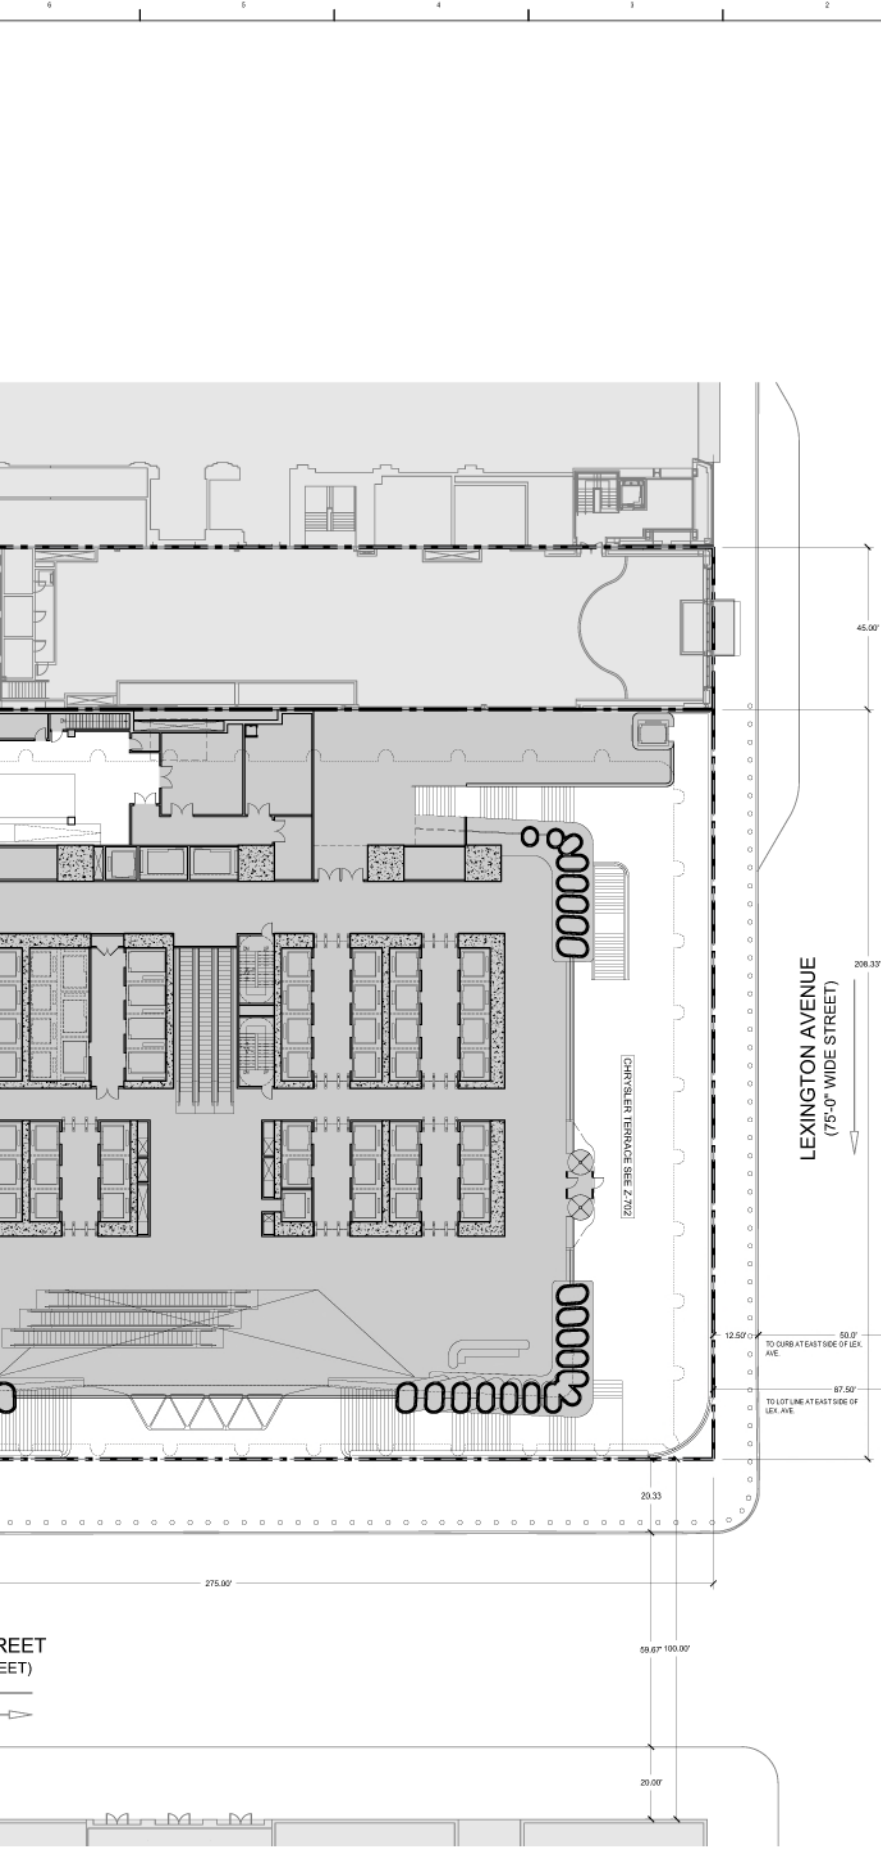 6 5 4 3 2
45.00'
208.33'
LEXINGTON AVENUE
(75'-0" WIDE STREET)
CHRYSLER TERRACE SEE Z-702
12.50' 50.0'
TO CURB AT EAST SIDE OF LEX.
AVE.
87.50'
TO LOT LINE AT EAST SIDE OF
LEX. AVE.
20.33
275.00'
REET
EET)
59.67' 100.00'
20.00'